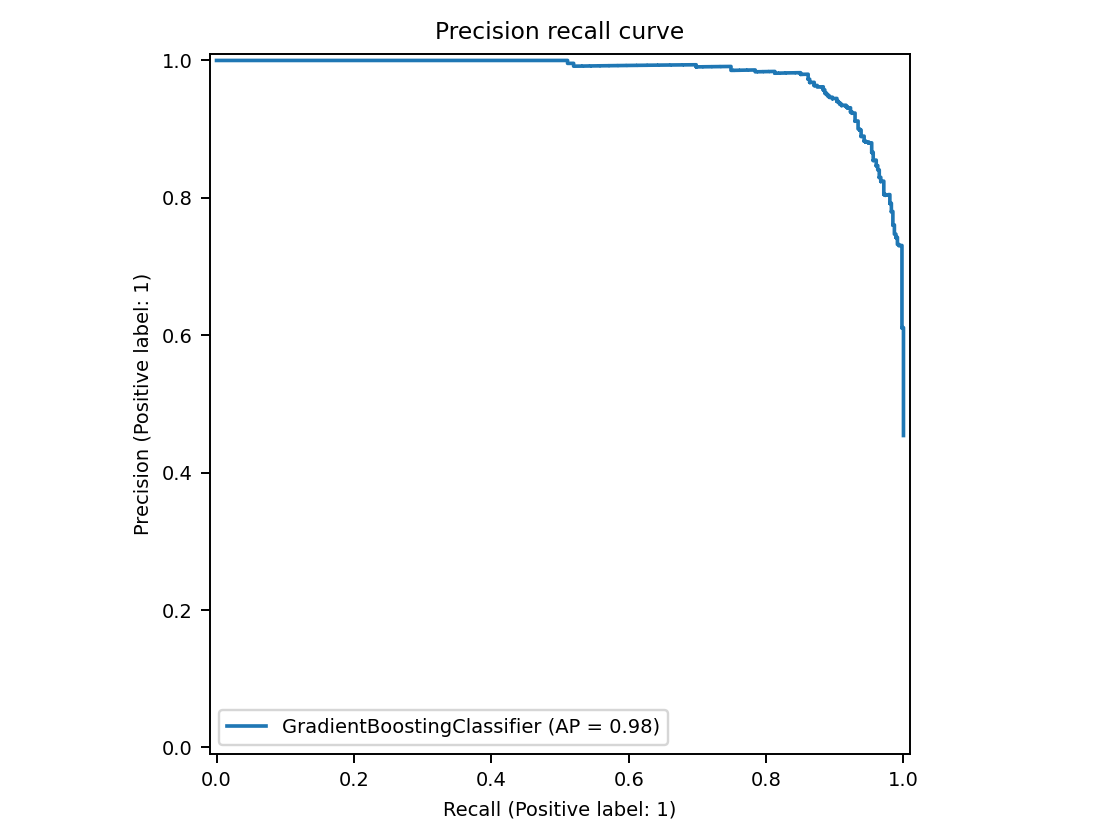 Precision recall curve
1.0
0.8
0.6
0.4
0.2
0.0
Precision (Positive label: 1)
GradientBoostingClassifier (AP = 0.98)
0.0 0.2 0.4 0.6 0.8 1.0
Recall (Positive label: 1)